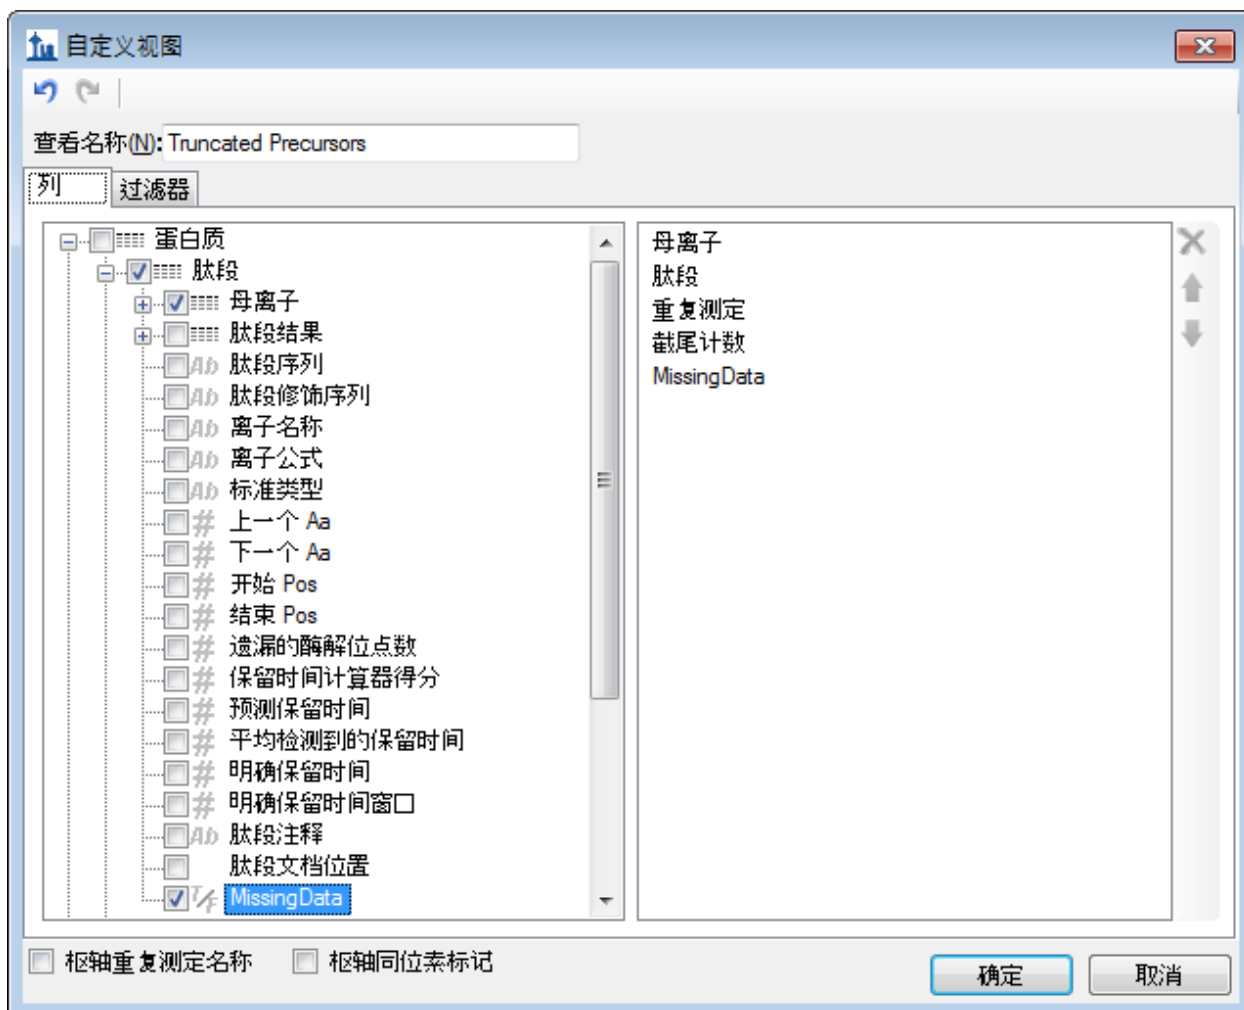 自定义视图
查看名称(N): Truncated Precursors
列
过滤器
蛋白质
肽段
母离子
肽段结果
Ab 肽段序列
Ab 肽段修饰序列
Ab 离子名称
Ab 离子公式
Ab 标准类型
# 上一个 Aa
# 下一个 Aa
# 开始 Pos
# 结束 Pos
# 遗漏的酶解位点数
# 保留时间计算器得分
# 预测保留时间
# 平均检测到的保留时间
# 明确保留时间
# 明确保留时间窗口
Ab 肽段注释
肽段文档位置
T/F MissingData
母离子
肽段
重复测定
截尾计数
MissingData
枢轴重复测定名称
枢轴同位素标记
确定
取消